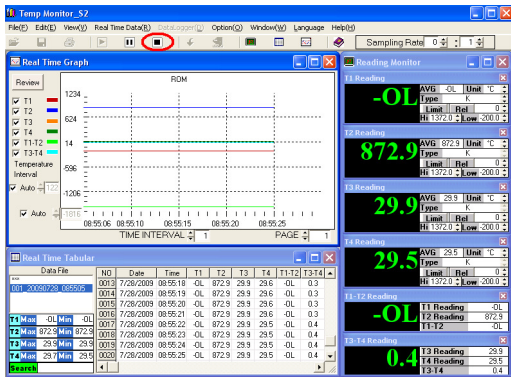 Temp Monitor_S2
File(F) Edit(E) View(V) Real Time Data(R) DataLogger(D) Option(O) Window(W) Language Help(H)
Sampling Rate 0 : 1
Real Time Graph
Review
ROM
T1
T2
T3
T4
T1-T2
T3-T4
Temperature
Interval
Auto 122
Auto
1234
624
14
-596
-1206
-1816
08:55:06 08:55:10 08:55:15 08:55:20 08:55:25
TIME INTERVAL 1 PAGE 1
Real Time Tabular
Data File
001_20090728_085505
T1 Max -OL Min -OL
T2 Max 872.9 Min 872.9
T3 Max 29.9 Min 29.9
T4 Max 29.7 Min 29.5
Search
NO Date Time T1 T2 T3 T4 T1-T2 T3-T4
0013 7/28/2009 08:55:18 -OL 872.9 29.9 29.6 -OL 0.3
0014 7/28/2009 08:55:19 -OL 872.9 29.9 29.6 -OL 0.3
0015 7/28/2009 08:55:20 -OL 872.9 29.9 29.6 -OL 0.3
0016 7/28/2009 08:55:21 -OL 872.9 29.9 29.6 -OL 0.3
0017 7/28/2009 08:55:22 -OL 872.9 29.9 29.5 -OL 0.4
0018 7/28/2009 08:55:23 -OL 872.9 29.9 29.5 -OL 0.4
0019 7/28/2009 08:55:24 -OL 872.9 29.9 29.5 -OL 0.4
0020 7/28/2009 08:55:25 -OL 872.9 29.9 29.5 -OL 0.4
Reading Monitor
T1 Reading
-OL
AVG -OL Unit °C
Type K
Limit Rel 0
Hi 1372.0 Low -200.0
T2 Reading
872.9
AVG 872.9 Unit °C
Type K
Limit Rel 0
Hi 1372.0 Low -200.0
T3 Reading
29.9
AVG 29.9 Unit °C
Type K
Limit Rel 0
Hi 1372.0 Low -200.0
T4 Reading
29.5
AVG 29.5 Unit °C
Type K
Limit Rel 0
Hi 1372.0 Low -200.0
T1-T2 Reading
-OL
T1 Reading -OL
T2 Reading 872.9
T1-T2 -OL
T3-T4 Reading
0.4
T3 Reading 29.9
T4 Reading 29.5
T3-T4 0.4